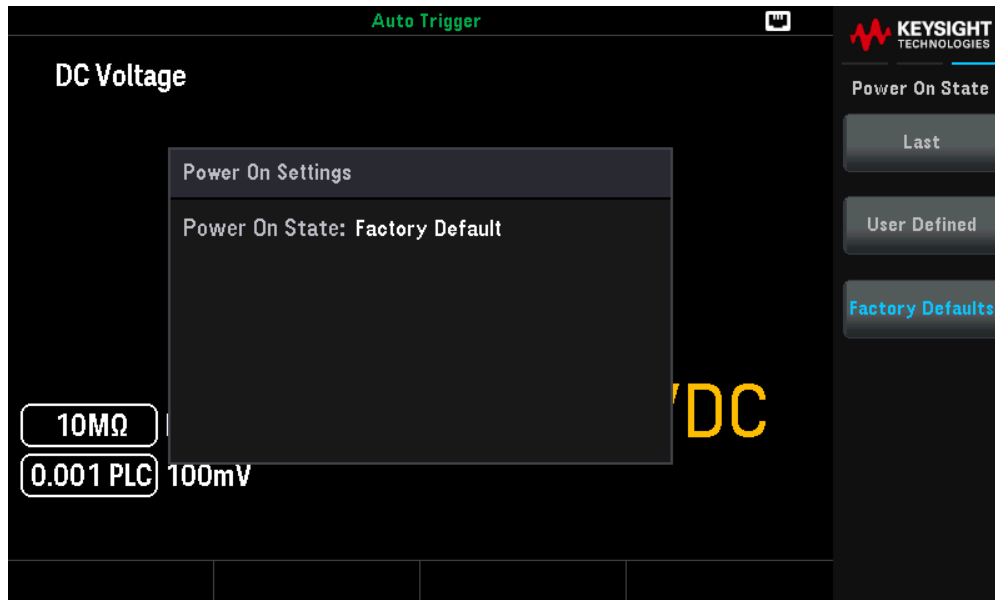 Auto Trigger
KEYSIGHT
TECHNOLOGIES
DC Voltage
Power On State
Last
Power On Settings
Power On State: Factory Default
User Defined
Factory Defaults
VDC
10MΩ
0.001 PLC 100mV